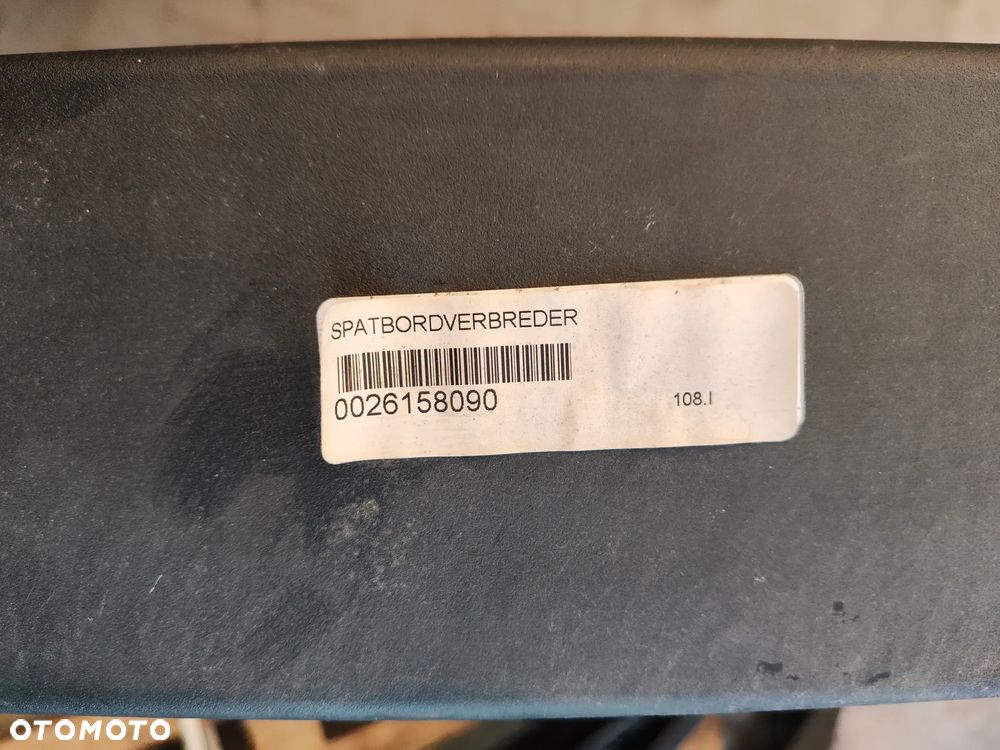 SPATBORDVERBREDER
0026158090
108.I
OTOMOTO